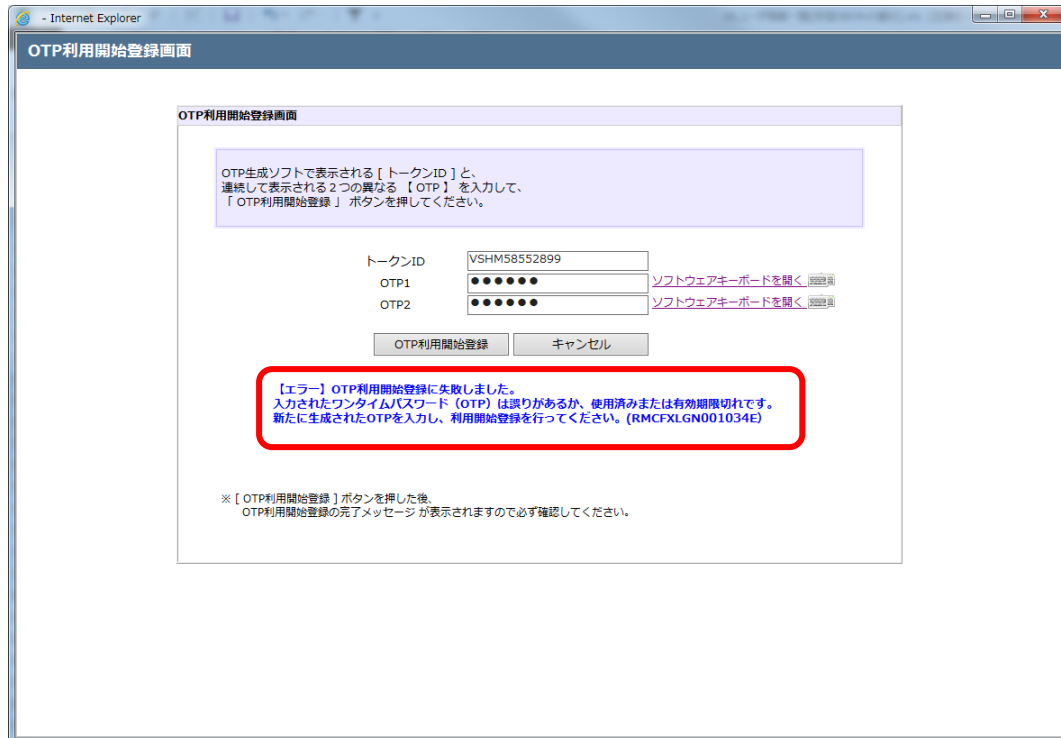 - Internet Explorer
OTP利用開始登録画面
OTP利用開始登録画面
OTP生成ソフトで表示される [ トークンID ] と、
連続して表示される２つの異なる 【 OTP 】 を入力して、
「 OTP利用開始登録 」 ボタンを押してください。
トークンID VSHM58552899
OTP1 ●●●●●● ソフトウェアキーボードを開く
OTP2 ●●●●●● ソフトウェアキーボードを開く
OTP利用開始登録 キャンセル
【エラー】OTP利用開始登録に失敗しました。
入力されたワンタイムパスワード（OTP）は誤りがあるか、使用済みまたは有効期限切れです。
新たに生成されたOTPを入力し、利用開始登録を行ってください。(RMCFXLGN001034E)
※ [ OTP利用開始登録 ] ボタンを押した後、
OTP利用開始登録の完了メッセージ が表示されますので必ず確認してください。